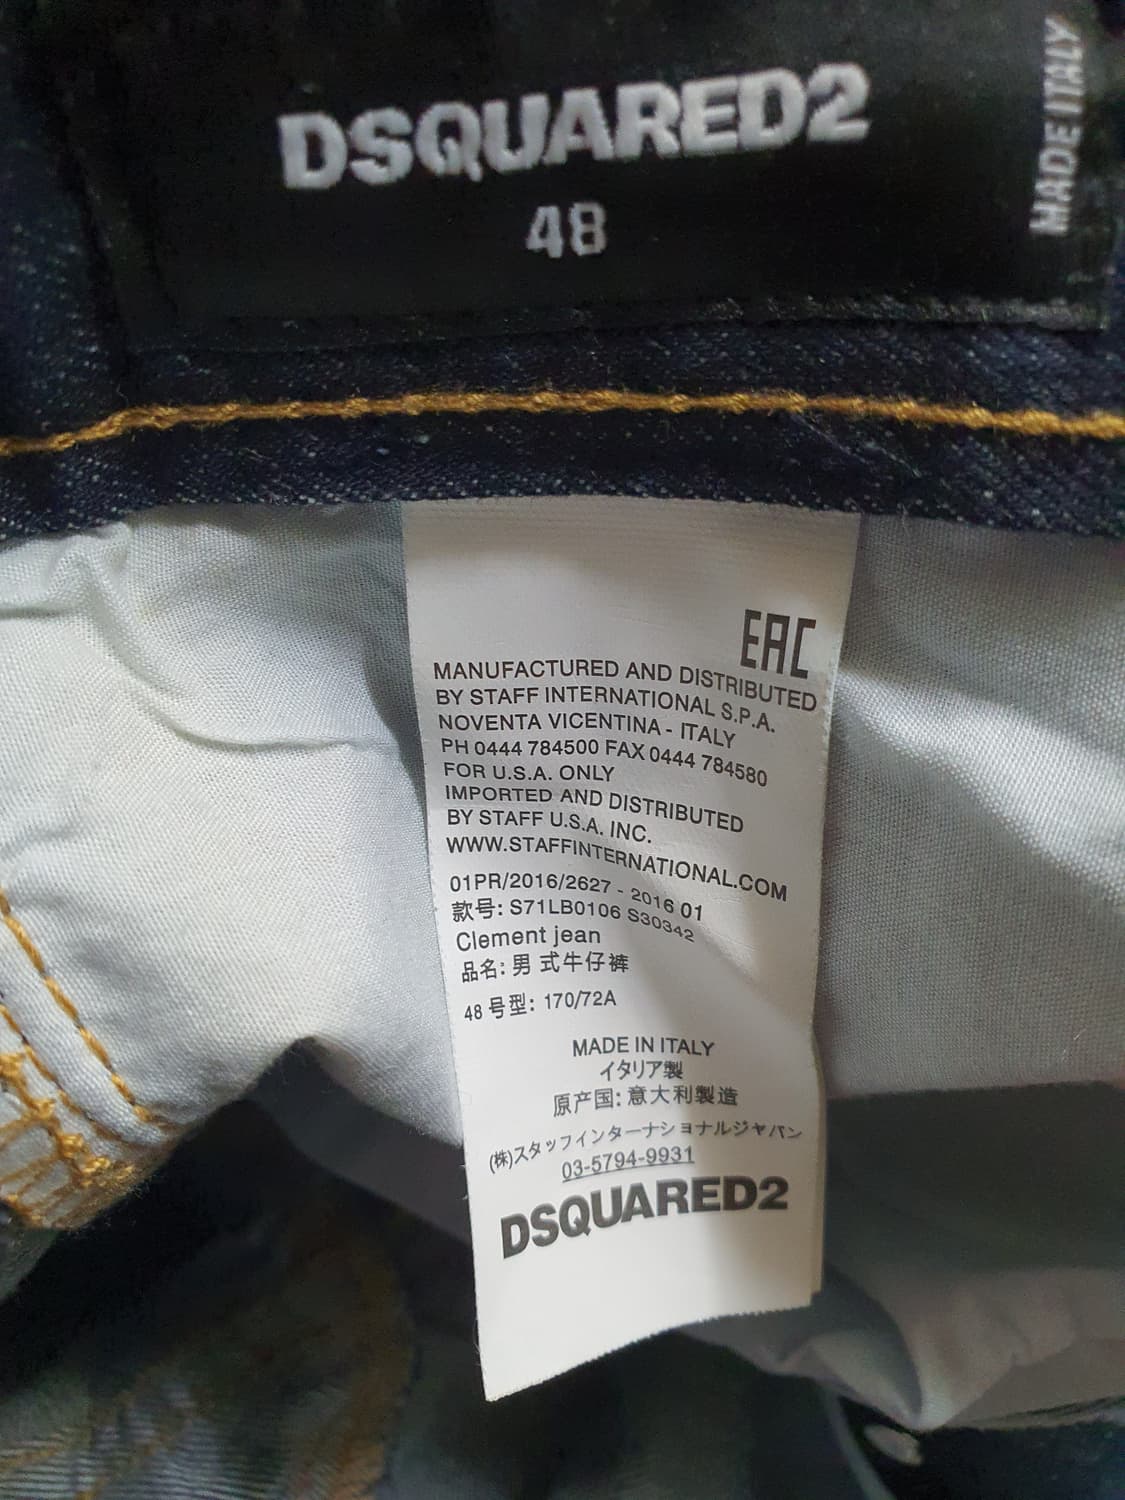 DSQUARED2
48
MADE ITALY
EAC
MANUFACTURED AND DISTRIBUTED
BY STAFF INTERNATIONAL S.P.A.
NOVENTA VICENTINA - ITALY
PH 0444 784500 FAX 0444 784580
FOR U.S.A. ONLY
IMPORTED AND DISTRIBUTED
BY STAFF U.S.A. INC.
WWW.STAFFINTERNATIONAL.COM
01PR/2016/2627 - 2016 01
款号: S71LB0106 S30342
Clement jean
品名: 男 式牛仔裤
48 号型: 170/72A
MADE IN ITALY
イタリア製
原产国: 意大利製造
(株)スタッフインターナショナルジャパン
03-5794-9931
DSQUARED2